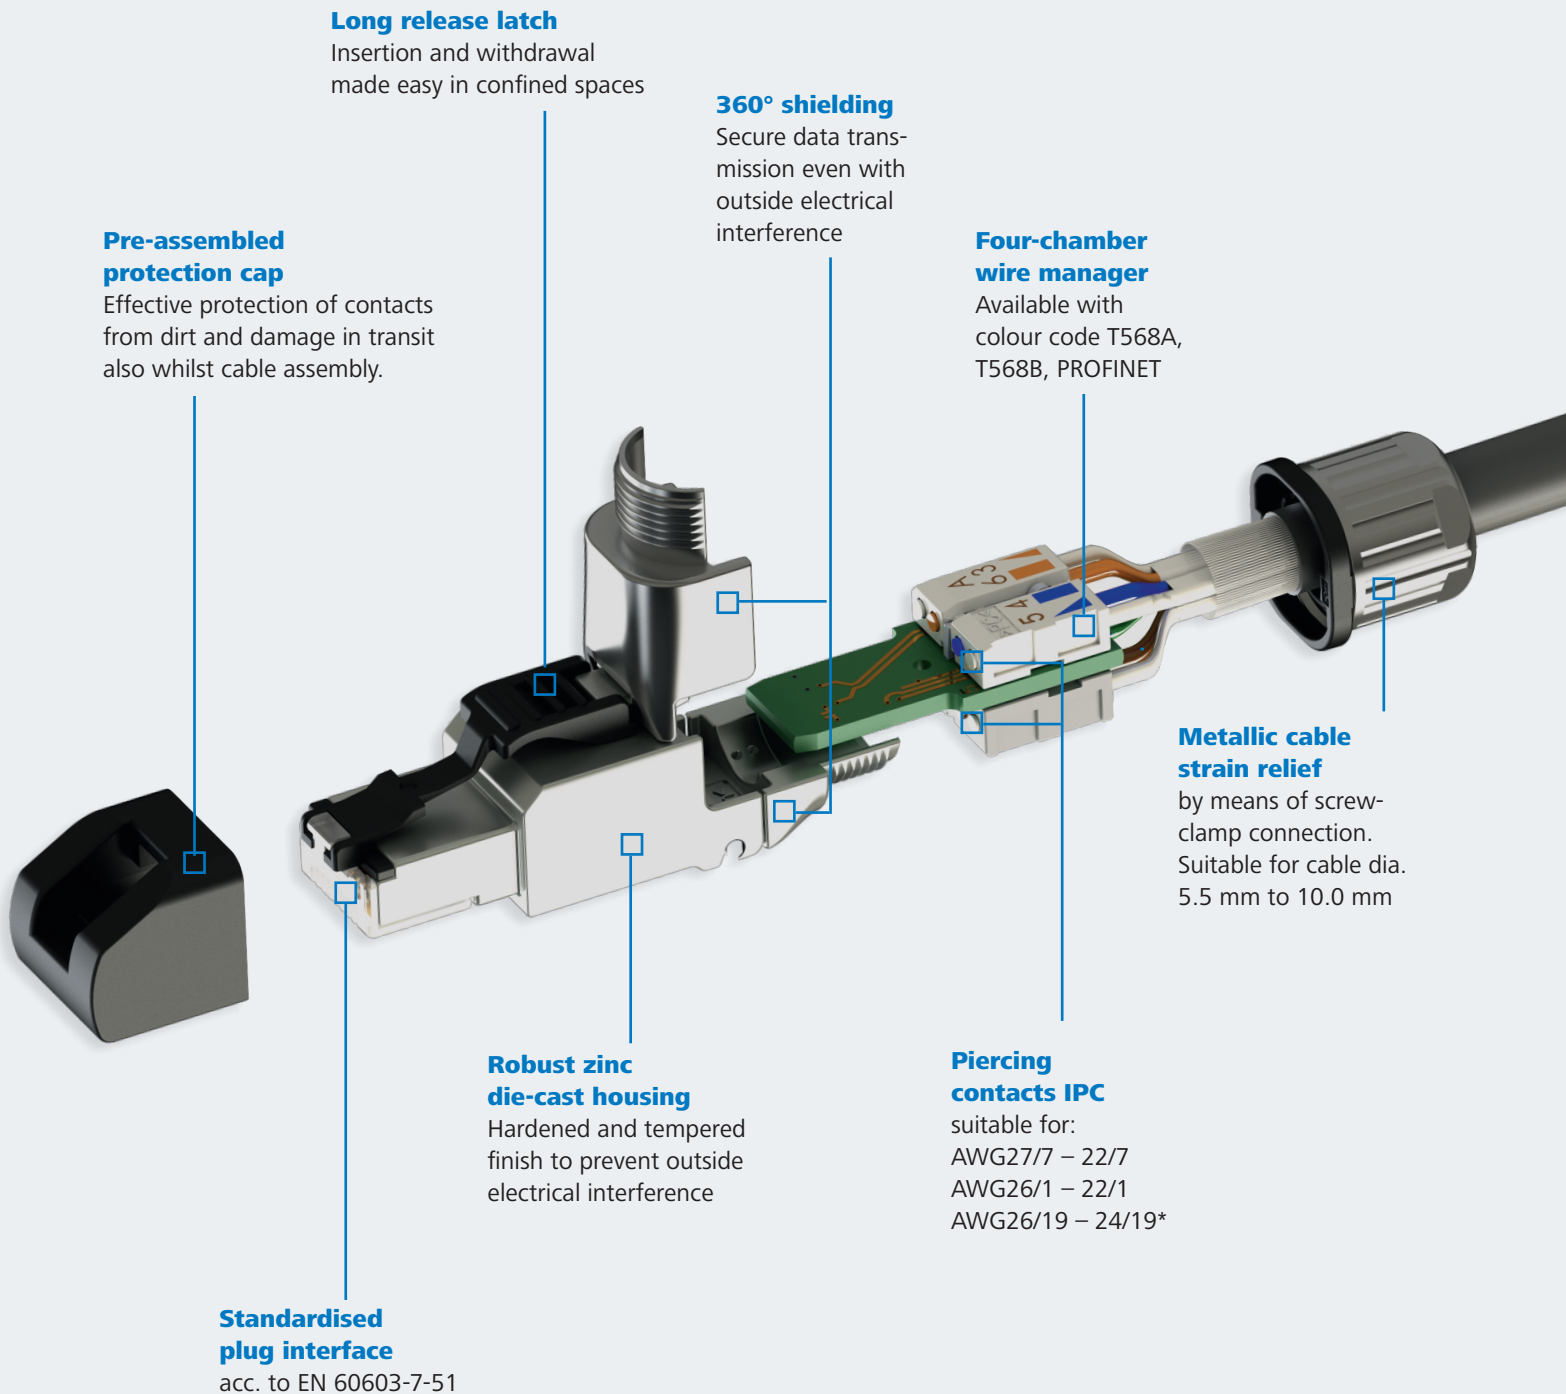 Long release latch
Insertion and withdrawal
made easy in confined spaces
360° shielding
Secure data trans-
mission even with
outside electrical
interference
Pre-assembled
protection cap
Effective protection of contacts
from dirt and damage in transit
also whilst cable assembly.
Four-chamber
wire manager
Available with
colour code T568A,
T568B, PROFINET
A
6 3
5 4
Metallic cable
strain relief
by means of screw-
clamp connection.
Suitable for cable dia.
5.5 mm to 10.0 mm
Robust zinc
die-cast housing
Hardened and tempered
finish to prevent outside
electrical interference
Piercing
contacts IPC
suitable for:
AWG27/7 – 22/7
AWG26/1 – 22/1
AWG26/19 – 24/19*
Standardised
plug interface
acc. to EN 60603-7-51